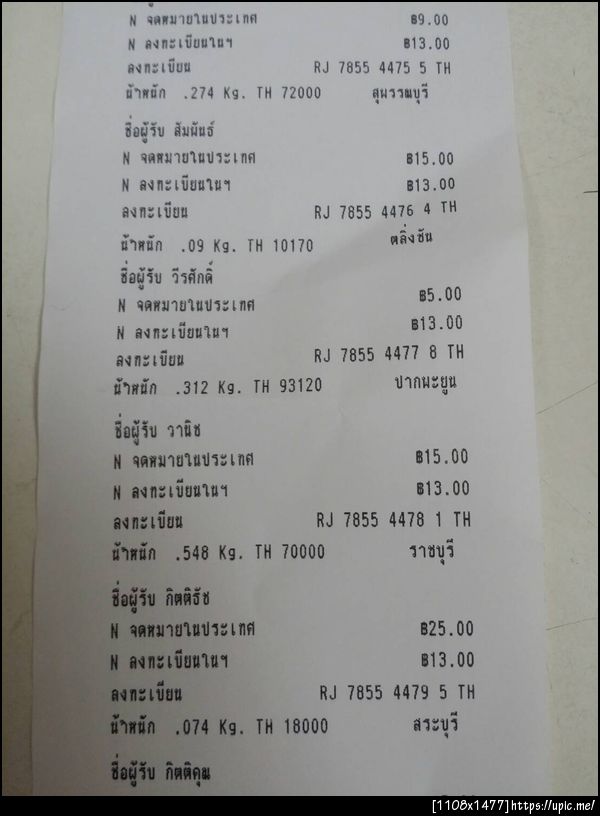 N จดหมายในประเทศ ฿9.00
N ลงทะเบียนในฯ ฿13.00
ลงทะเบียน RJ 7855 4475 5 TH
น้ำหนัก .274 Kg. TH 72000 สุพรรณบุรี
ชื่อผู้รับ สัมพันธ์
N จดหมายในประเทศ ฿15.00
N ลงทะเบียนในฯ ฿13.00
ลงทะเบียน RJ 7855 4476 4 TH
น้ำหนัก .09 Kg. TH 10170 ตลิ่งชัน
ชื่อผู้รับ วีรศักดิ์
N จดหมายในประเทศ ฿5.00
N ลงทะเบียนในฯ ฿13.00
ลงทะเบียน RJ 7855 4477 8 TH
น้ำหนัก .312 Kg. TH 93120 ปากพะยูน
ชื่อผู้รับ วานิช
N จดหมายในประเทศ ฿15.00
N ลงทะเบียนในฯ ฿13.00
ลงทะเบียน RJ 7855 4478 1 TH
น้ำหนัก .548 Kg. TH 70000 ราชบุรี
ชื่อผู้รับ กิตติธัช
N จดหมายในประเทศ ฿25.00
N ลงทะเบียนในฯ ฿13.00
ลงทะเบียน RJ 7855 4479 5 TH
น้ำหนัก .074 Kg. TH 18000 สระบุรี
ชื่อผู้รับ กิตติคุณ
[1108x1477]https://upic.me/